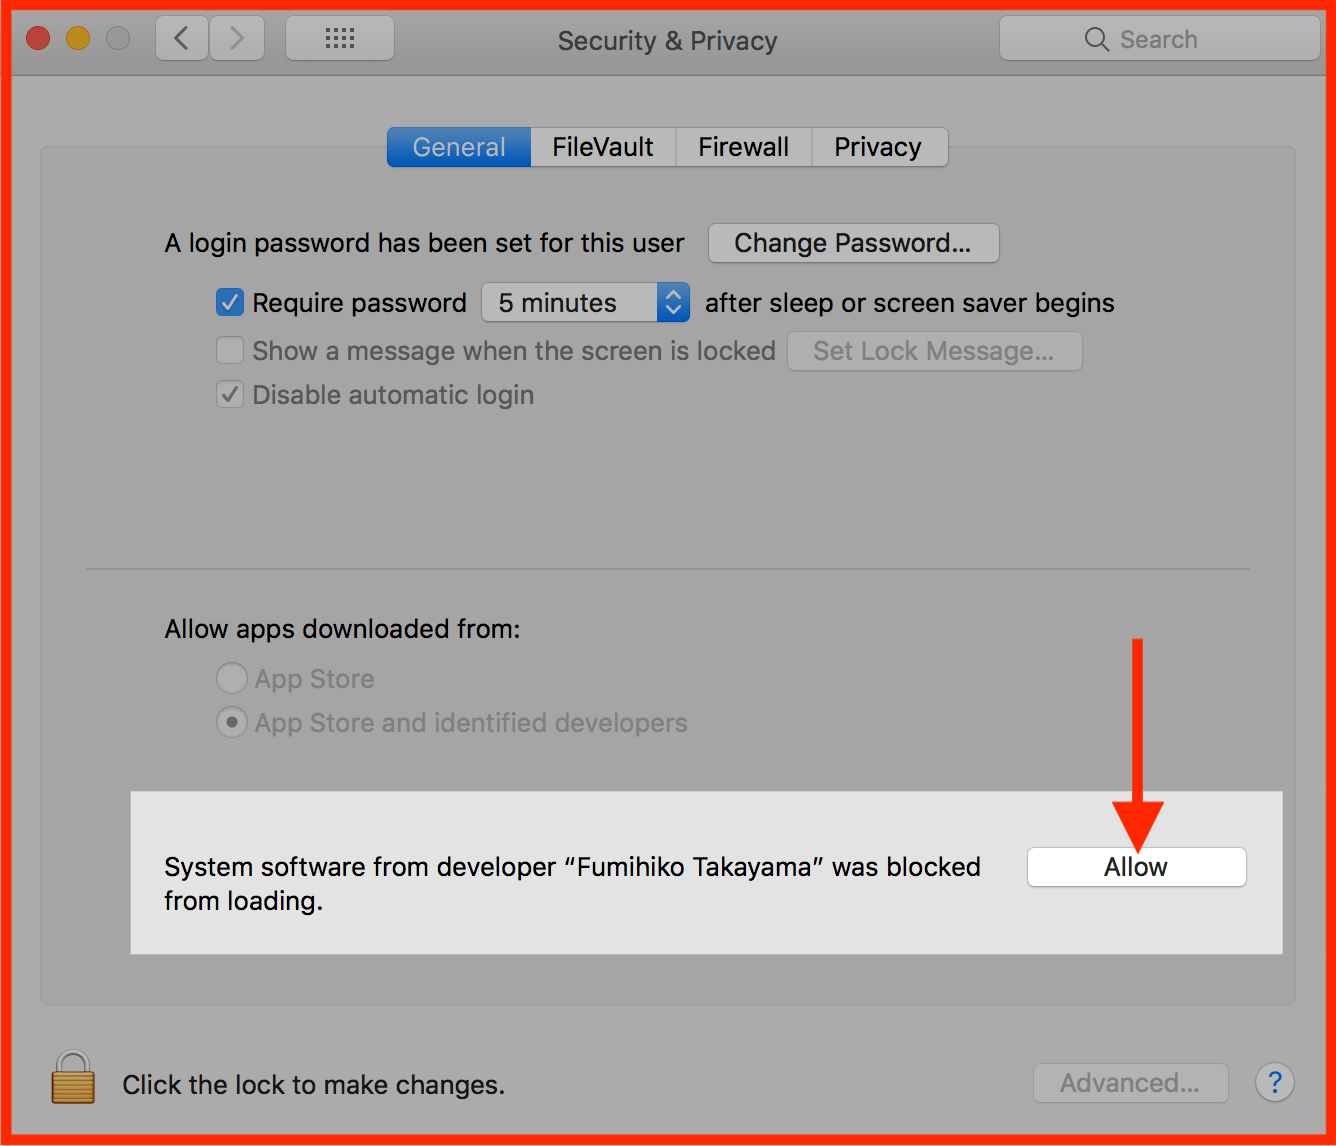 Security & Privacy
Search
General
FileVault
Firewall
Privacy
A login password has been set for this user
Change Password...
Require password
5 minutes
after sleep or screen saver begins
Show a message when the screen is locked
Set Lock Message...
Disable automatic login
Allow apps downloaded from:
App Store
App Store and identified developers
System software from developer “Fumihiko Takayama” was blocked
from loading.
Allow
Click the lock to make changes.
Advanced...
?